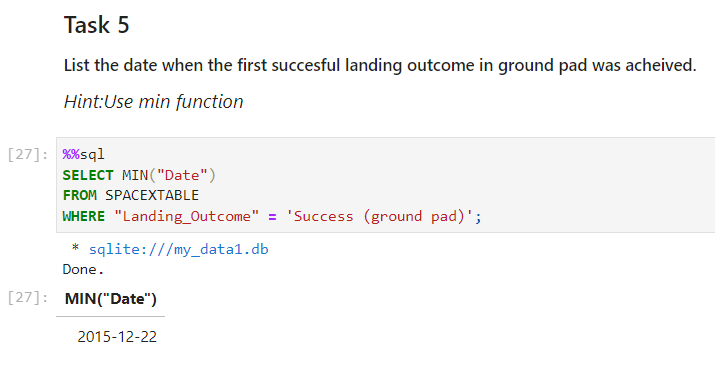 Task 5
List the date when the first succesful landing outcome in ground pad was acheived.
Hint:Use min function
[27]: %%sql
SELECT MIN("Date")
FROM SPACEXTABLE
WHERE "Landing_Outcome" = 'Success (ground pad)';
* sqlite:///my_data1.db
Done.
[27]: MIN("Date")
2015-12-22